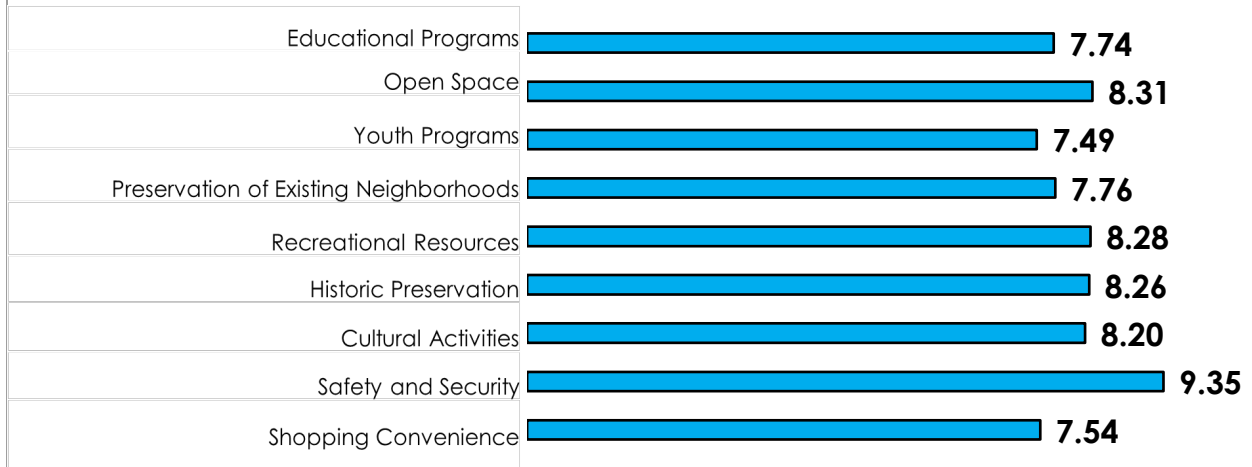 Educational Programs 7.74
Open Space 8.31
Youth Programs 7.49
Preservation of Existing Neighborhoods 7.76
Recreational Resources 8.28
Historic Preservation 8.26
Cultural Activities 8.20
Safety and Security 9.35
Shopping Convenience 7.54